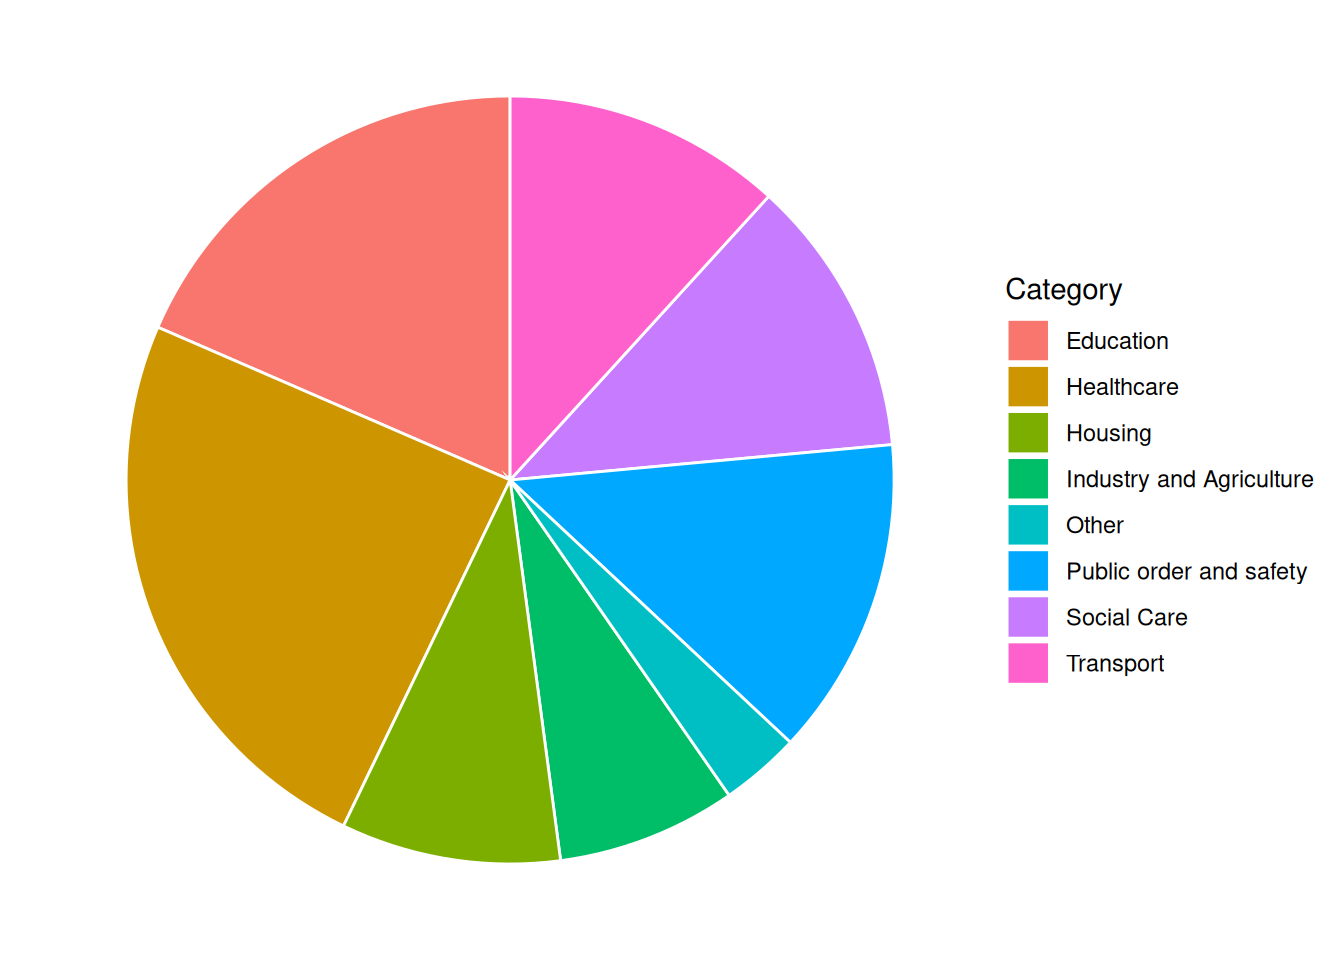 Category
Education
Healthcare
Housing
Industry and Agriculture
Other
Public order and safety
Social Care
Transport